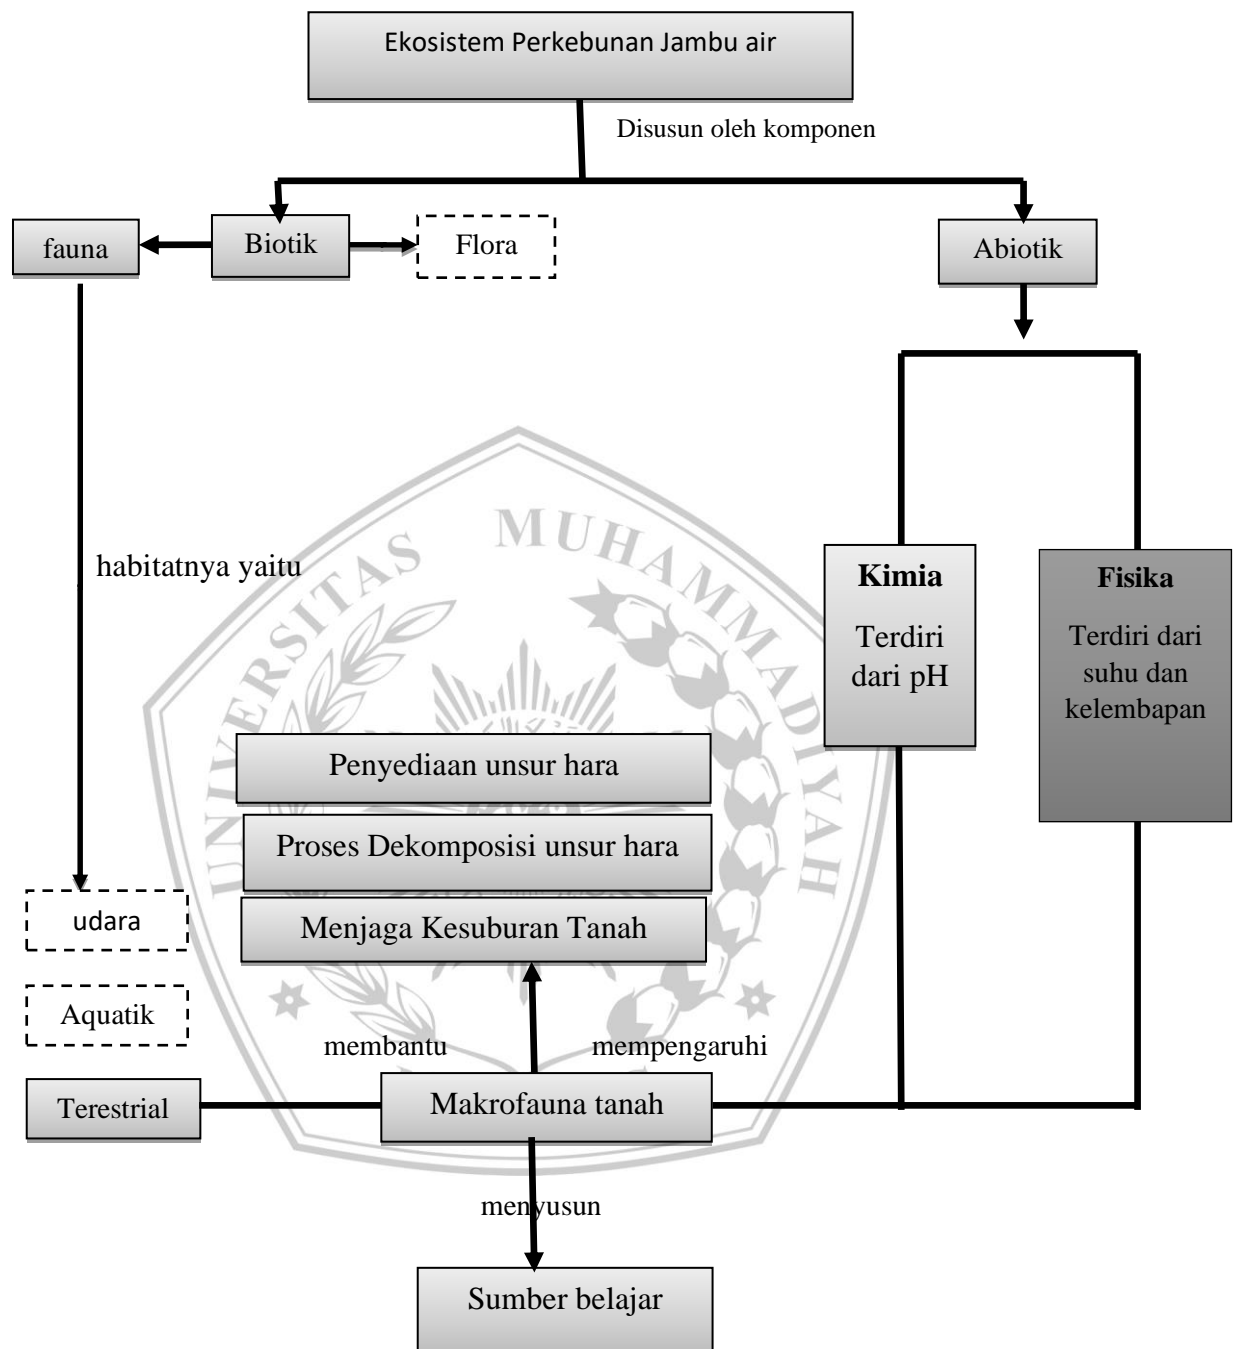 Ekosistem Perkebunan Jambu air
Disusun oleh komponen
fauna
Biotik
Flora
Abiotik
habitatnya yaitu
UNIVERSITAS MUHAMMADIYAH
Kimia
Terdiri
dari pH
Fisika
Terdiri dari
suhu dan
kelembapan
Penyediaan unsur hara
Proses Dekomposisi unsur hara
Menjaga Kesuburan Tanah
udara
Aquatik
membantu
mempengaruhi
Terestrial
Makrofauna tanah
menyusun
Sumber belajar